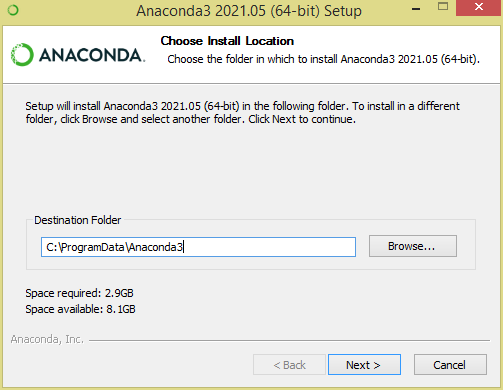 Anaconda3 2021.05 (64-bit) Setup
ANACONDA.
Choose Install Location
Choose the folder in which to install Anaconda3 2021.05 (64-bit).
Setup will install Anaconda3 2021.05 (64-bit) in the following folder. To install in a different
folder, click Browse and select another folder. Click Next to continue.
Destination Folder
C:\ProgramData\Anaconda3
Browse...
Space required: 2.9GB
Space available: 8.1GB
Anaconda, Inc.
< Back
Next >
Cancel